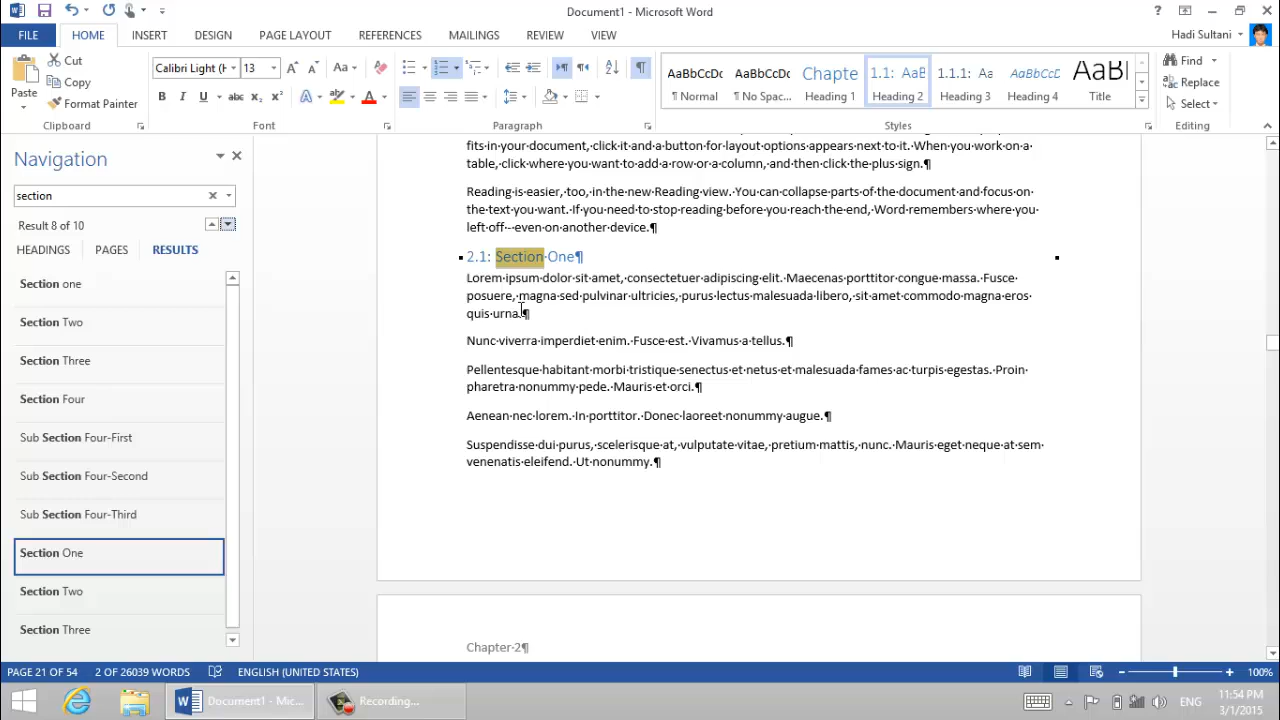 Document1 - Microsoft Word
FILE HOME INSERT DESIGN PAGE LAYOUT REFERENCES MAILINGS REVIEW VIEW Hadi Sultani
Cut
Copy
Format Painter
Paste
Clipboard
Calibri Light (H 13
Font
Paragraph
AaBbCcDc AaBbCcDc Chapte 1.1: AaB 1.1.1: Aa AaBbCcD AaB
¶ Normal ¶ No Spac... Heading 1 Heading 2 Heading 3 Heading 4 Title
Styles
Find
Replace
Select
Editing
Navigation
section
Result 8 of 10
HEADINGS PAGES RESULTS
Section one
Section Two
Section Three
Section Four
Sub Section Four-First
Sub Section Four-Second
Sub Section Four-Third
Section One
Section Two
Section Three
fits·in·your·document,·click·it·and·a·button·for·layout·options·appears·next·to·it.·When·you·work·on·a·
table,·click·where·you·want·to·add·a·row·or·a·column,·and·then·click·the·plus·sign.¶
Reading·is·easier,·too,·in·the·new·Reading·view.·You·can·collapse·parts·of·the·document·and·focus·on·
the·text·you·want.·If·you·need·to·stop·reading·before·you·reach·the·end,·Word·remembers·where·you·
left·off·-·even·on·another·device.¶
2.1: Section·One¶
Lorem·ipsum·dolor·sit·amet,·consectetuer·adipiscing·elit.·Maecenas·porttitor·congue·massa.·Fusce·
posuere,·magna·sed·pulvinar·ultricies,·purus·lectus·malesuada·libero,·sit·amet·commodo·magna·eros·
quis·urna.¶
Nunc·viverra·imperdiet·enim.·Fusce·est.·Vivamus·a·tellus.¶
Pellentesque·habitant·morbi·tristique·senectus·et·netus·et·malesuada·fames·ac·turpis·egestas.·Proin·
pharetra·nonummy·pede.·Mauris·et·orci.¶
Aenean·nec·lorem.·In·porttitor.·Donec·laoreet·nonummy·augue.¶
Suspendisse·dui·purus,·scelerisque·at,·vulputate·vitae,·pretium·mattis,·nunc.·Mauris·eget·neque·at·sem·
venenatis·eleifend.·Ut·nonummy.¶
Chapter·2¶
PAGE 21 OF 54 2 OF 26039 WORDS ENGLISH (UNITED STATES) 100%
Document1 - Mic... Recording... ENG 11:54 PM
3/1/2015